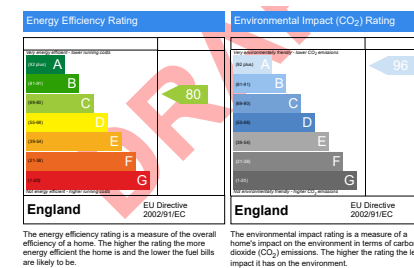 Energy Efficiency Rating
Very energy efficient - lower running costs
(92 plus) A
(81-91) B
(69-80) C
(55-68) D
(39-54) E
(21-38) F
(1-20) G
Not energy efficient - higher running costs
80
England
EU Directive
2002/91/EC
The energy efficiency rating is a measure of the overall
efficiency of a home. The higher the rating the more
energy efficient the home is and the lower the fuel bills
are likely to be.
Environmental Impact (CO2) Rating
Very environmentally friendly - lower CO2 emissions
(92 plus) A
(81-91) B
(69-80) C
(55-68) D
(39-54) E
(21-38) F
(1-20) G
Not environmentally friendly - higher CO2 emissions
96
England
EU Directive
2002/91/EC
The environmental impact rating is a measure of a
home's impact on the environment in terms of carbo
dioxide (CO2) emissions. The higher the rating the
impact it has on the environment.